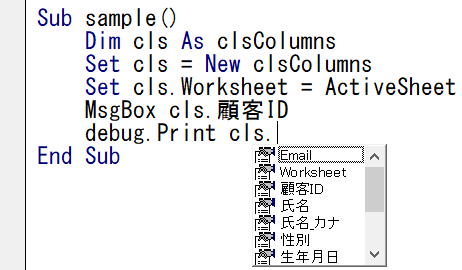 Sub sample()
Dim cls As clsColumns
Set cls = New clsColumns
Set cls.Worksheet = ActiveSheet
MsgBox cls.顧客ID
debug.Print cls.
End Sub
Email
Worksheet
顧客ID
氏名
氏名_カナ
性別
生年月日